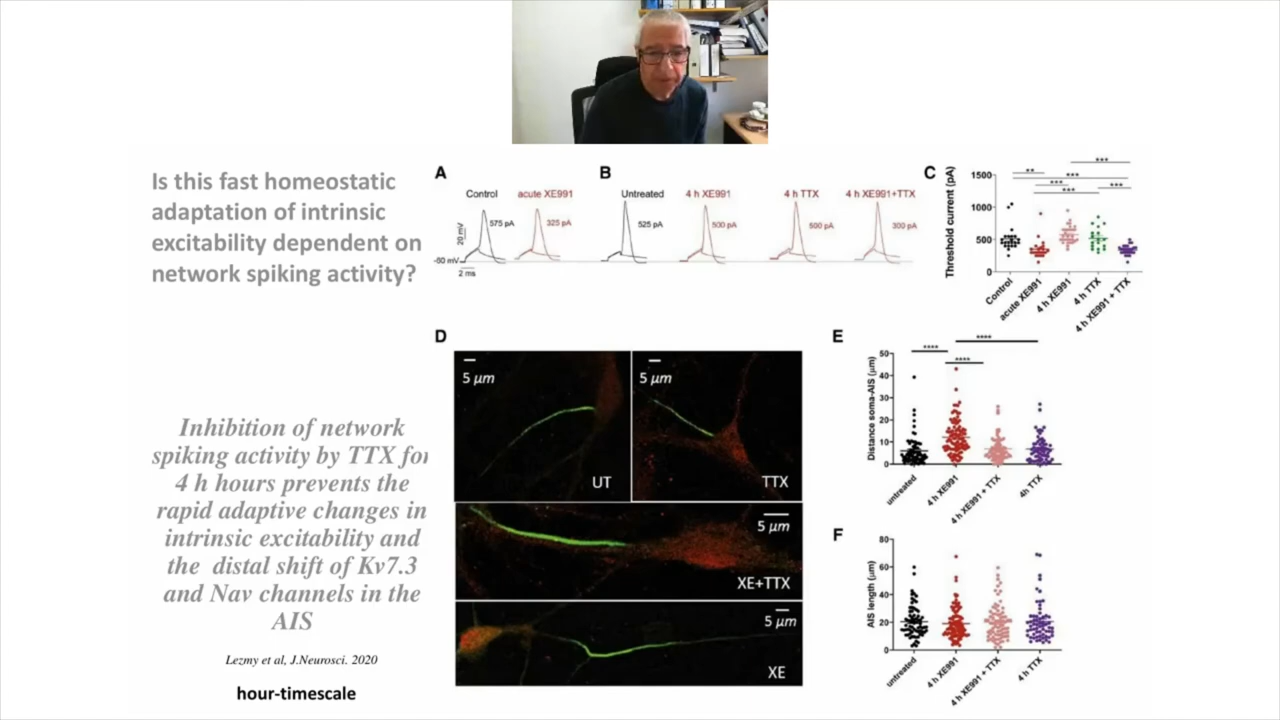 Is this fast homeostatic
adaptation of intrinsic
excitability dependent on
network spiking activity?
Inhibition of network
spiking activity by TTX for
4 h hours prevents the
rapid adaptive changes in
intrinsic excitability and
the distal shift of Kv7.3
and Nav channels in the
AIS
Lezmy et al, J.Neurosci. 2020
hour-timescale
A
Control
acute XE991
575 pA
325 pA
20 mV
-60 mV
2 ms
B
Untreated
4 h XE991
4 h TTX
4 h XE991+TTX
525 pA
500 pA
500 pA
300 pA
C
Threshold current (pA)
1500
1000
500
0
**
***
***
***
***
***
Control
acute XE991
4 h XE991
4 h TTX
4 h XE991 + TTX
D
5 µm
UT
5 µm
TTX
5 µm
XE+TTX
5 µm
XE
E
Distance soma-AIS (µm)
50
40
30
20
10
0
****
****
****
untreated
4 h XE991
4 h XE991 + TTX
4h TTX
F
AIS length (µm)
80
60
40
20
0
untreated
4 h XE991
4 h XE991 + TTX
4 h TTX